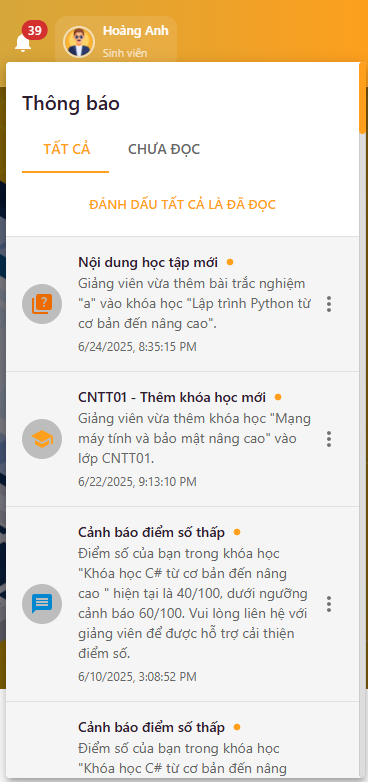 39
Hoàng Anh
Sinh viên
Thông báo
TẤT CẢ
CHƯA ĐỌC
ĐÁNH DẤU TẤT CẢ LÀ ĐÃ ĐỌC
Nội dung học tập mới
Giảng viên vừa thêm bài trắc nghiệm
"a" vào khóa học "Lập trình Python từ
cơ bản đến nâng cao".
6/24/2025, 8:35:15 PM
CNTT01 - Thêm khóa học mới
Giảng viên vừa thêm khóa học "Mạng
máy tính và bảo mật nâng cao" vào
lớp CNTT01.
6/22/2025, 9:13:10 PM
Cảnh báo điểm số thấp
Điểm số của bạn trong khóa học
"Khóa học C# từ cơ bản đến nâng
cao " hiện tại là 40/100, dưới ngưỡng
cảnh báo 60/100. Vui lòng liên hệ với
giảng viên để được hỗ trợ cải thiện
điểm số.
6/10/2025, 3:08:52 PM
Cảnh báo điểm số thấp
Điểm số của bạn trong khóa học
"Khóa học C# từ cơ bản đến nâng